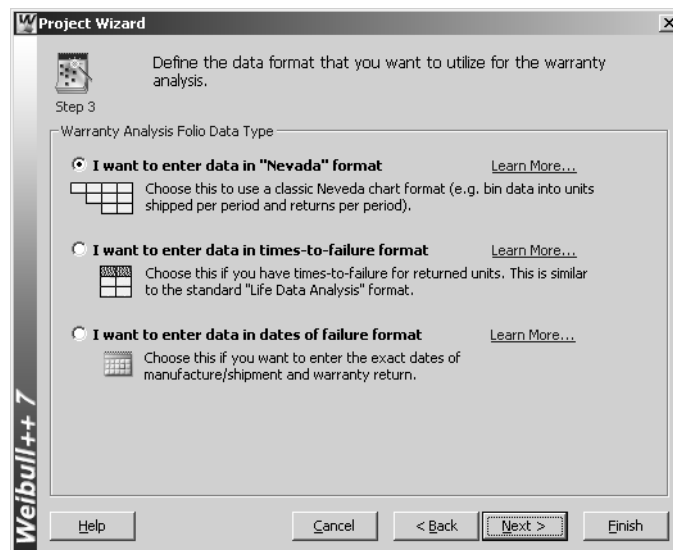 Project Wizard
Define the data format that you want to utilize for the warranty
analysis.
Step 3
Warranty Analysis Folio Data Type
I want to enter data in "Nevada" format
Learn More...
Choose this to use a classic Neveda chart format (e.g. bin data into units
shipped per period and returns per period).
I want to enter data in times-to-failure format
Learn More...
Choose this if you have times-to-failure for returned units. This is similar
to the standard "Life Data Analysis" format.
I want to enter data in dates of failure format
Learn More...
Choose this if you want to enter the exact dates of
manufacture/shipment and warranty return.
Weibull++ 7
Help
Cancel
< Back
Next >
Finish